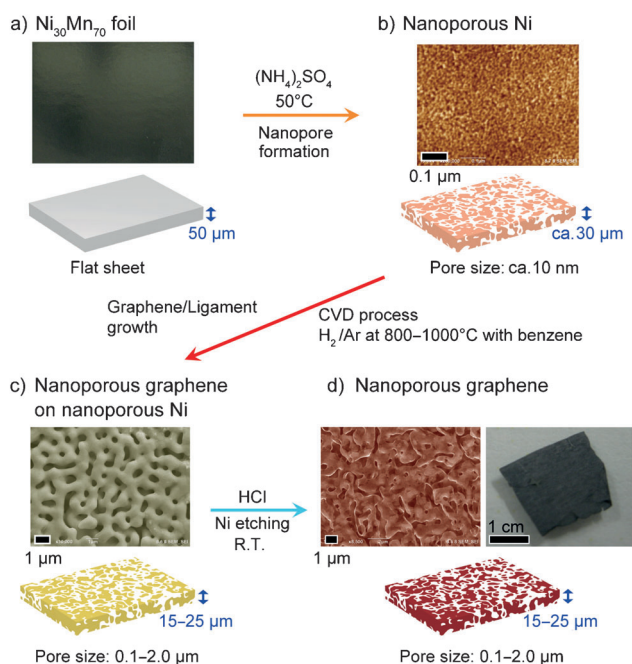 a) Ni30Mn70 foil
(NH4)2SO4
50°C
Nanopore
formation
b) Nanoporous Ni
0.1 µm
50 µm
Flat sheet
ca.30 µm
Pore size: ca.10 nm
Graphene/Ligament
growth
CVD process
H2/Ar at 800–1000°C with benzene
c) Nanoporous graphene
on nanoporous Ni
1 µm
15–25 µm
Pore size: 0.1–2.0 µm
HCl
Ni etching
R.T.
d) Nanoporous graphene
1 µm
1 cm
15–25 µm
Pore size: 0.1–2.0 µm